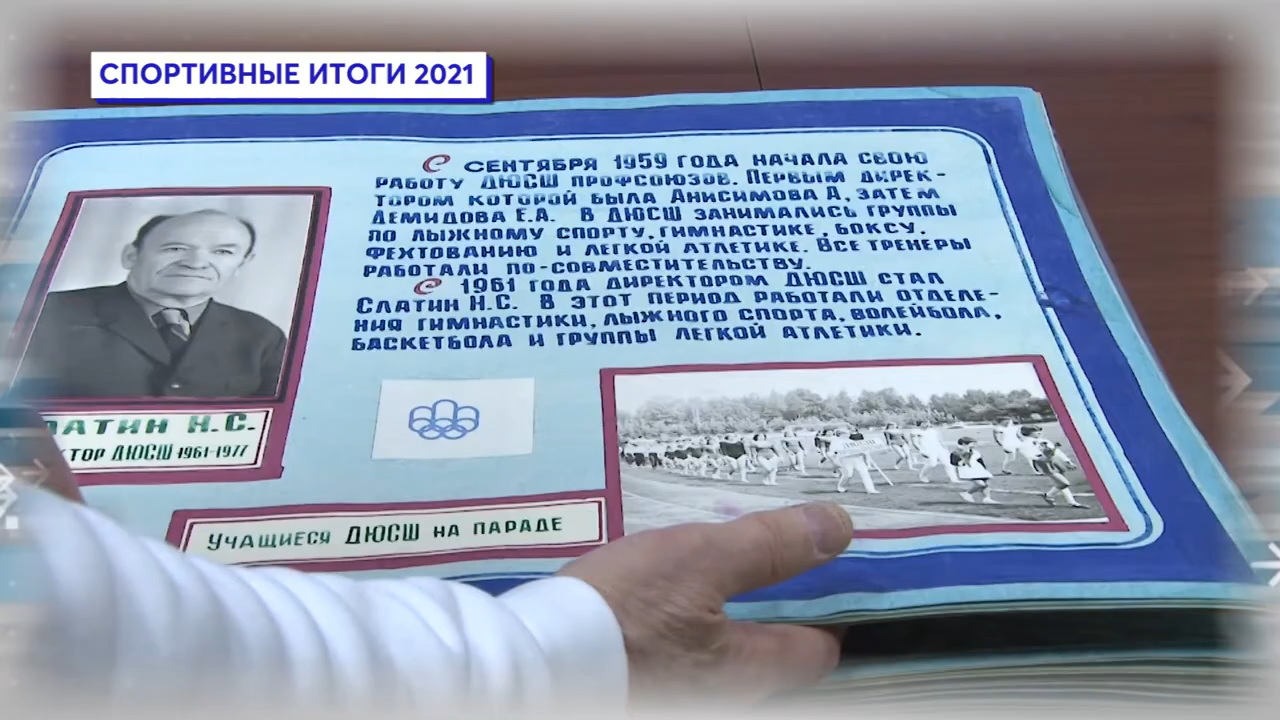 СПОРТИВНЫЕ ИТОГИ 2021
С СЕНТЯБРЯ 1959 ГОДА НАЧАЛА СВОЮ
РАБОТУ ДЮСШ ПРОФСОЮЗОВ. ПЕРВЫМ ДИРЕК-
ТОРОМ КОТОРОЙ БЫЛА АНИСИМОВА А, ЗАТЕМ
ДЕМИДОВА Е.А. В ДЮСШ ЗАНИМАЛИСЬ ГРУППЫ
ПО ЛЫЖНОМУ СПОРТУ, ГИМНАСТИКЕ, БОКСУ.
ФЕХТОВАНИЮ И ЛЕГКОЙ АТЛЕТИКЕ. ВСЕ ТРЕНЕРЫ
РАБОТАЛИ ПО-СОВМЕСТИТЕЛЬСТВУ.
С 1961 ГОДА ДИРЕКТОРОМ ДЮСШ СТАЛ
СЛАТИН Н.С. В ЭТОТ ПЕРИОД РАБОТАЛИ ОТДЕЛЕ-
НИЯ ГИМНАСТИКИ, ЛЫЖНОГО СПОРТА, ВОЛЕЙБОЛА,
БАСКЕТБОЛА И ГРУППЫ ЛЕГКОЙ АТЛЕТИКИ.
ЛАТИН Н.С.
КТОР ДЮСШ 1961-1977
УЧАЩИЕСЯ ДЮСШ НА ПАРАДЕ